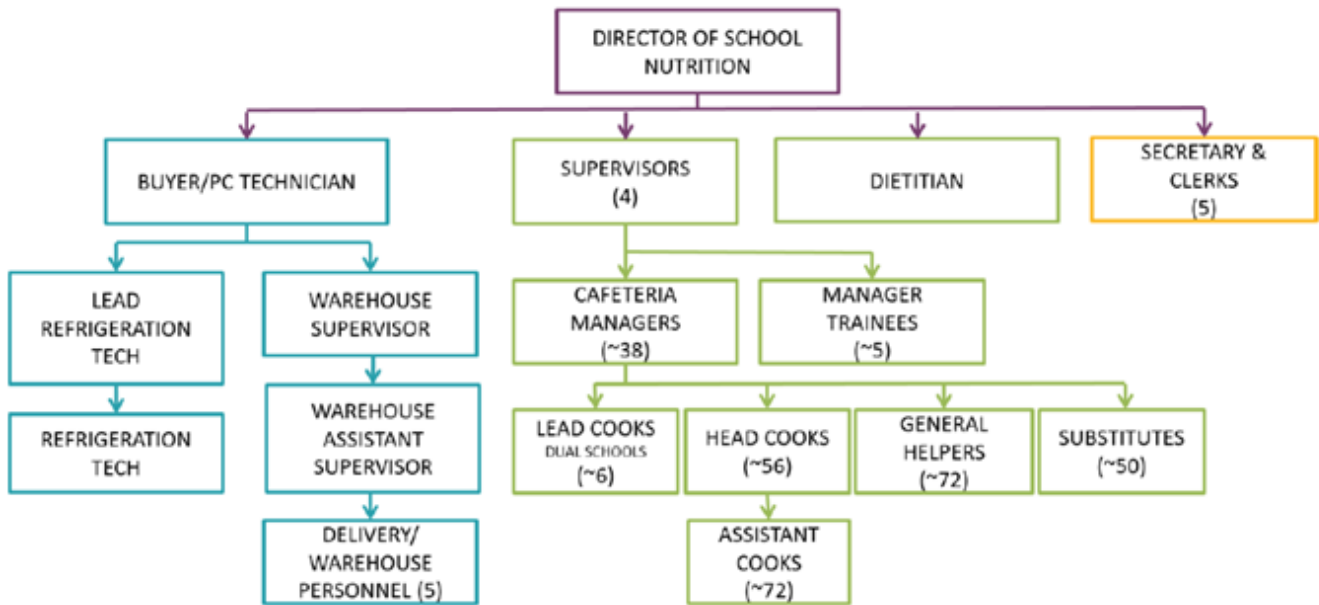 DIRECTOR OF SCHOOL
NUTRITION
BUYER/PC TECHNICIAN
SUPERVISORS
(4)
DIETITIAN
SECRETARY &
CLERKS
(5)
LEAD
REFRIGERATION
TECH
WAREHOUSE
SUPERVISOR
CAFETERIA
MANAGERS
(~38)
MANAGER
TRAINEES
(~5)
REFRIGERATION
TECH
WAREHOUSE
ASSISTANT
SUPERVISOR
LEAD COOKS
DUAL SCHOOLS
(~6)
HEAD COOKS
(~56)
GENERAL
HELPERS
(~72)
SUBSTITUTES
(~50)
DELIVERY/
WAREHOUSE
PERSONNEL (5)
ASSISTANT
COOKS
(~72)